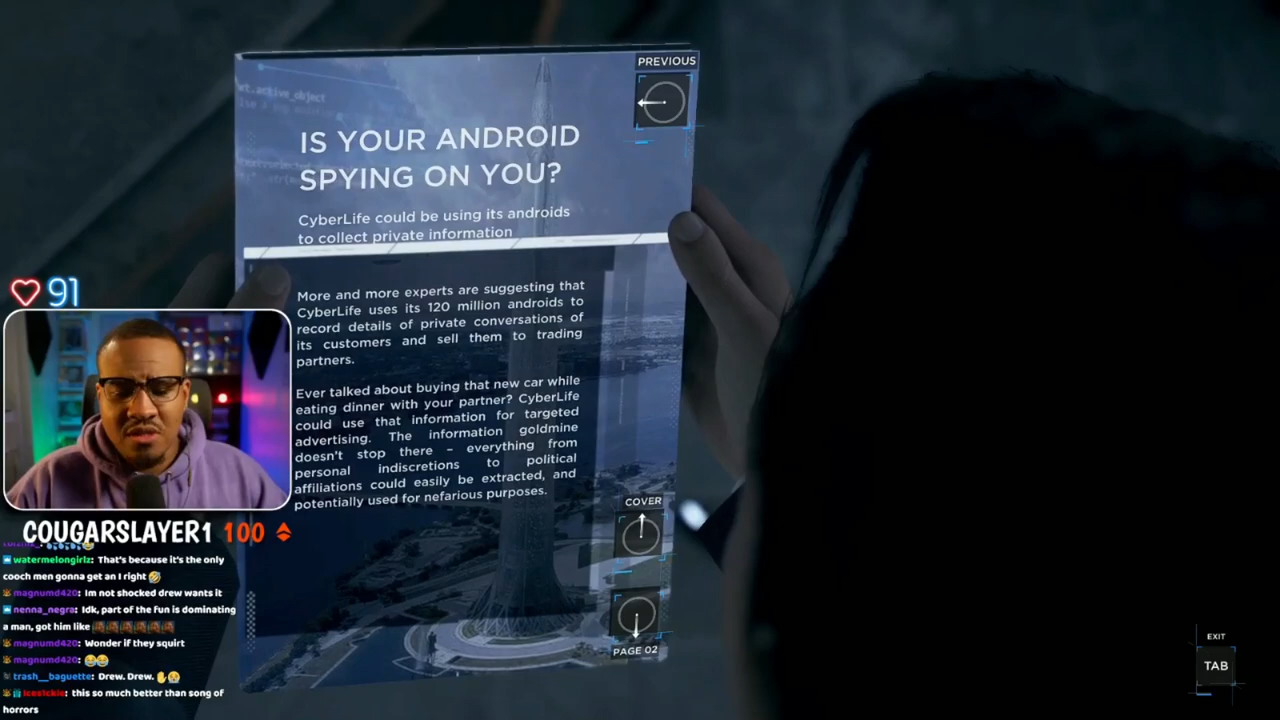 PREVIOUS
wt.active_object
IS YOUR ANDROID
SPYING ON YOU?
CyberLife could be using its androids
to collect private information
More and more experts are suggesting that
CyberLife uses its 120 million androids to
record details of private conversations of
its customers and sell them to trading
partners.
Ever talked about buying that new car while
eating dinner with your partner? CyberLife
could use that information for targeted
advertising. The information goldmine
doesn't stop there – everything from
personal indiscretions to political
affiliations could easily be extracted, and
potentially used for nefarious purposes.
COVER
PAGE 02
EXIT
TAB
91
COUGARSLAYER1 100
watermelongirlz: That's because it's the only
cooch men gonna get an I right 🤣
magnumd420: Im not shocked drew wants it
nenna_negra: Idk, part of the fun is dominating
a man, got him like
magnumd420: Wonder if they squirt
magnumd420: 😂😂
trash__baguette: Drew. Drew. ✋😭
ices1ckle: this so much better than song of
horrors